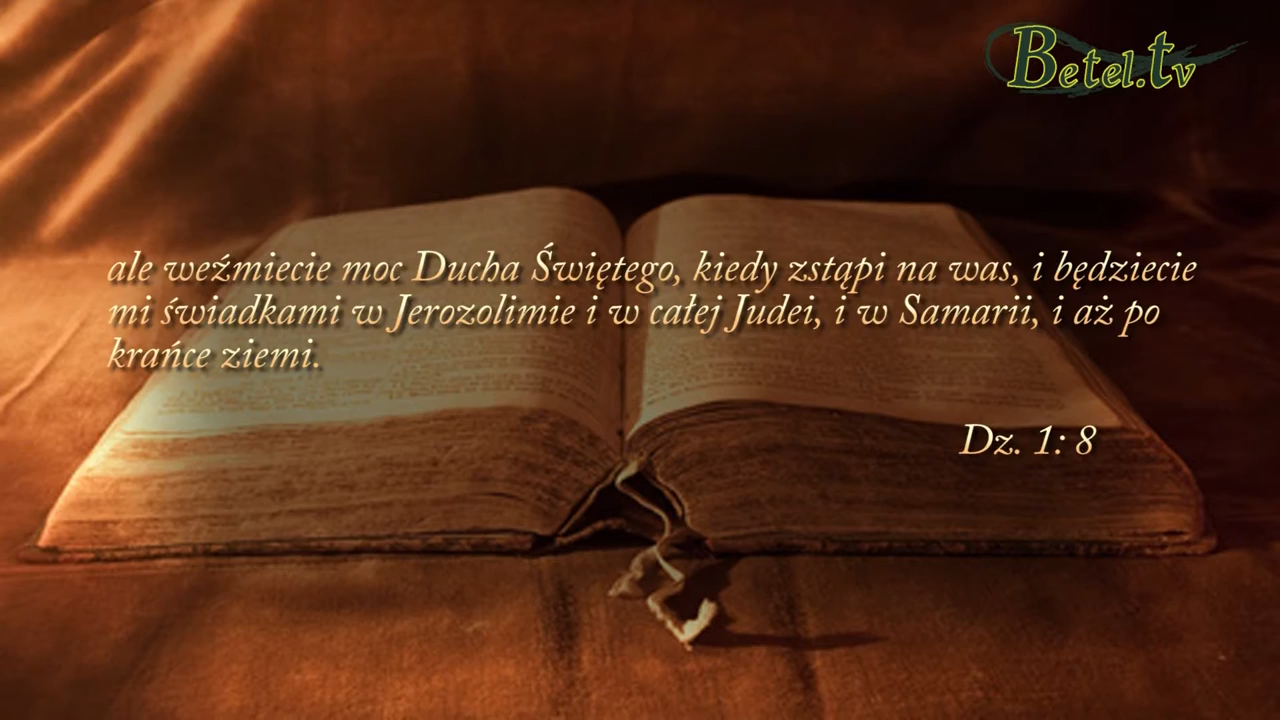 Betel.tv
ale weźmiecie moc Ducha Świętego, kiedy zstąpi na was, i będziecie
mi świadkami w Jerozolimie i w całej Judei, i w Samarii, i aż po
krańce ziemi.
Dz. 1: 8